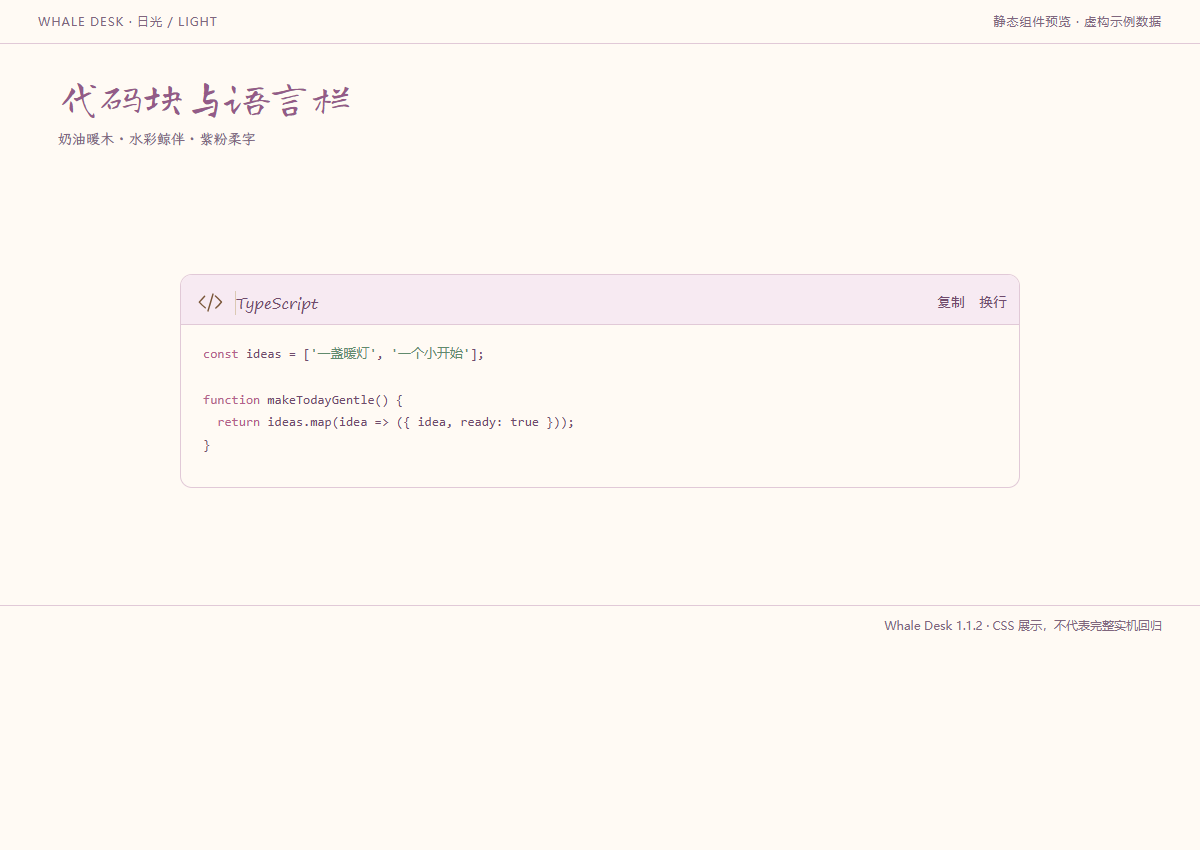 WHALE DESK · 日光 / LIGHT
静态组件预览 · 虚构示例数据
代码块与语言栏
奶油暖木 · 水彩鲸伴 · 紫粉柔字
</> TypeScript
复制 换行
const ideas = ['一盏暖灯', '一个小开始'];
function makeTodayGentle() {
  return ideas.map(idea => ({ idea, ready: true }));
}
Whale Desk 1.1.2 · CSS 展示，不代表完整实机回归